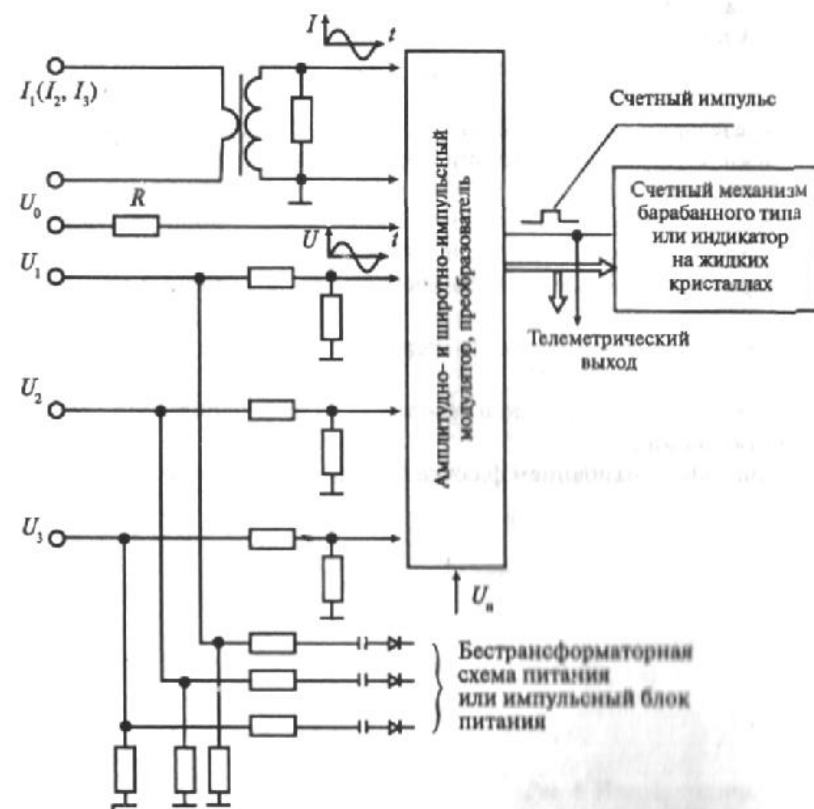 I
t
I₁(I₂, I₃)
Счетный импульс
U₀
R
U
t
U₁
Амплитудно- и широтно-импульсный
модулятор, преобразователь
Счетный механизм
барабанного типа
или индикатор
на жидких
кристаллах
Телеметрический
выход
U₂
U₃
Uп
Бестрансформаторная
схема питания
или импульсный блок
питания